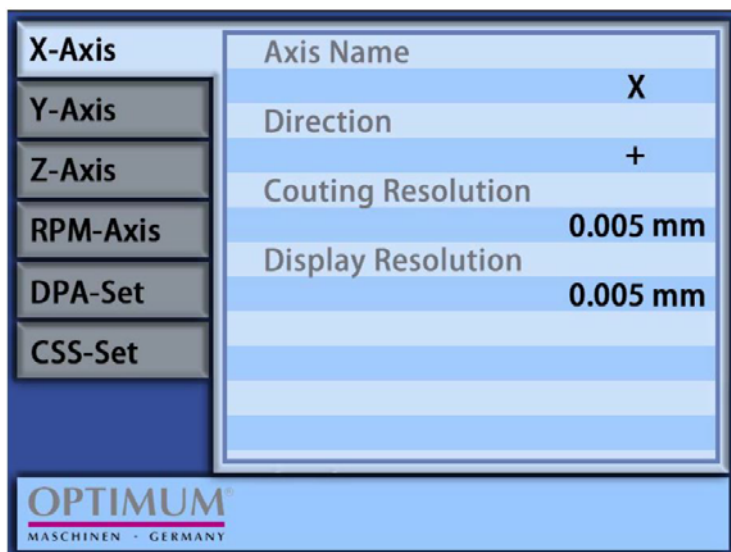 X-Axis
Y-Axis
Z-Axis
RPM-Axis
DPA-Set
CSS-Set
Axis Name
X
Direction
+
Couting Resolution
0.005 mm
Display Resolution
0.005 mm
OPTIMUM®
MASCHINEN - GERMANY